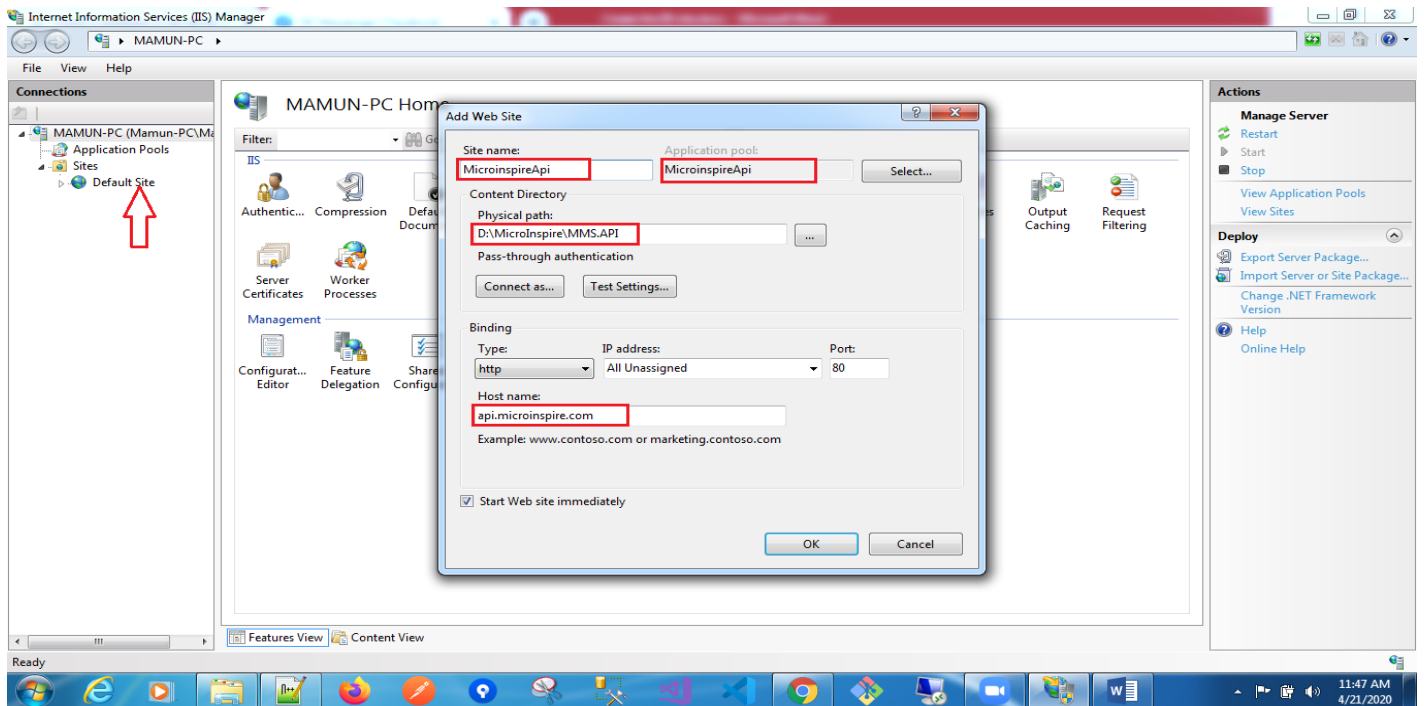 Internet Information Services (IIS) Manager
MAMUN-PC
File View Help
Connections
MAMUN-PC (Mamun-PC\Ma
Application Pools
Sites
Default Site
MAMUN-PC Home
Filter:
IIS
Authentic... Compression Defau
Docum
Output Caching
Request Filtering
Server Certificates
Worker Processes
Management
Configurat... Editor
Feature Delegation
Share
Configu
Add Web Site
Site name: Application pool:
MicroinspireApi MicroinspireApi Select...
Content Directory
Physical path:
D:\MicroInspire\MMS.API ...
Pass-through authentication
Connect as... Test Settings...
Binding
Type: IP address: Port:
http All Unassigned 80
Host name:
api.microinspire.com
Example: www.contoso.com or marketing.contoso.com
Start Web site immediately
OK Cancel
Actions
Manage Server
Restart
Start
Stop
View Application Pools
View Sites
Deploy
Export Server Package...
Import Server or Site Package...
Change .NET Framework
Version
Help
Online Help
Features View Content View
Ready
11:47 AM
4/21/2020